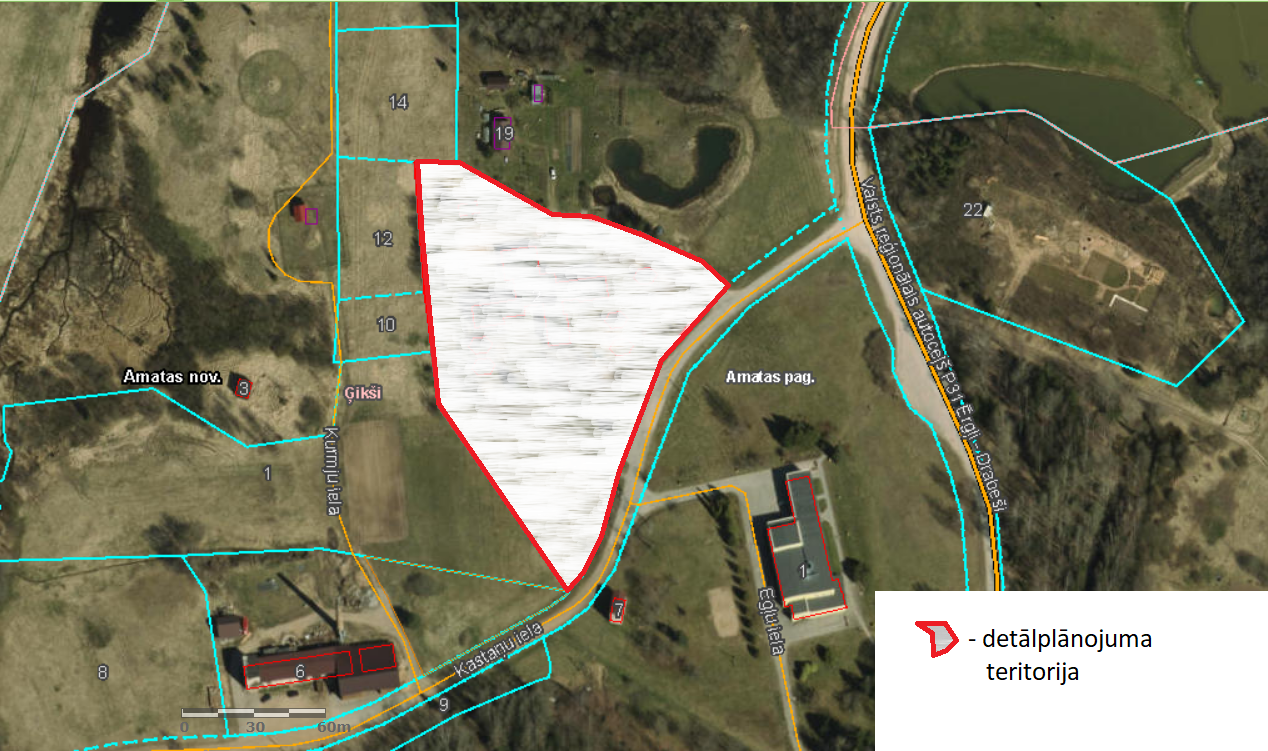 14
19
22
12
10
Amatas nov.
3
Ģikši
Amatas pag.
Valsts reģionālais autoceļš P31 Ērgļi - Drabeši
1
Kurmju iela
1
7
Egļu iela
Kastaņu iela
6
8
9
0 30 60m
- detālplānojuma
teritorija